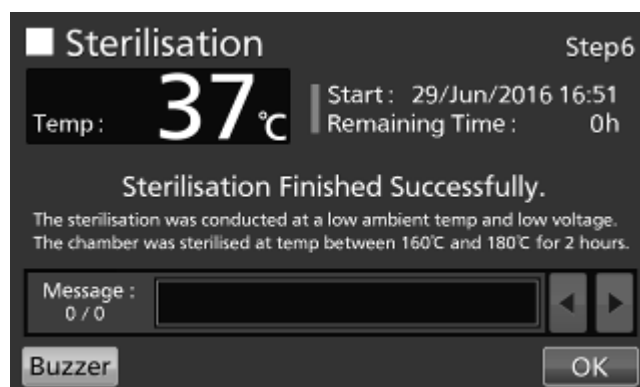 Sterilisation
Step6
Temp: 37℃
Start: 29/Jun/2016 16:51
Remaining Time: 0h
Sterilisation Finished Successfully.
The sterilisation was conducted at a low ambient temp and low voltage.
The chamber was sterilised at temp between 160℃ and 180℃ for 2 hours.
Message:
0 / 0
Buzzer
OK